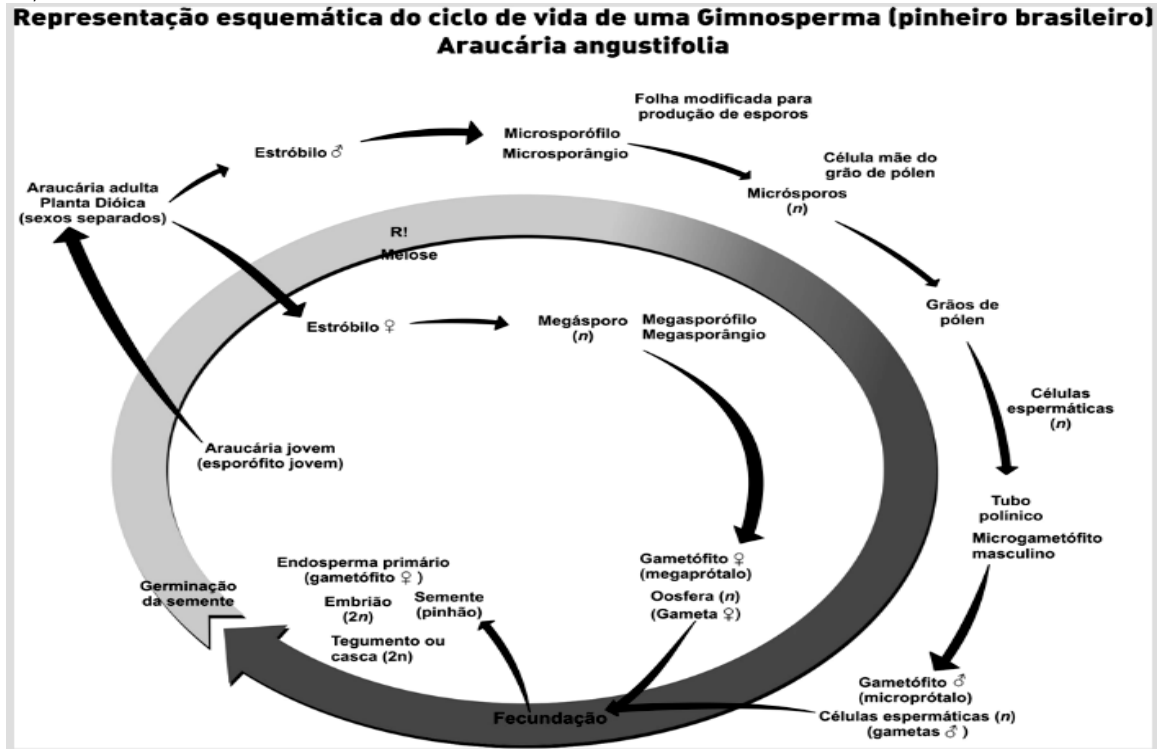 Representação esquemática do ciclo de vida de uma Gimnosperma (pinheiro brasileiro)
Araucária angustifolia
Folha modificada para
produção de esporos
Estróbilo ♂
Microsporófilo
Microsporângio
Célula mãe do
grão de pólen
Micrósporos
(n)
Araucária adulta
Planta Dióica
(sexos separados)
R!
Meiose
Grãos de
pólen
Estróbilo ♀
Megásporo
(n)
Megasporófilo
Megasporângio
Células
espermáticas
(n)
Araucária jovem
(esporófito jovem)
Tubo
polínico
Microgametófito
masculino
Gametófito ♀
(megaprótalo)
Oosfera (n)
(Gameta ♀)
Endosperma primário
(gametófito ♀ )
Embrião
(2n)
Semente
(pinhão)
Tegumento ou
casca (2n)
Germinação
da semente
Gametófito ♂
(microprótalo)
Células espermáticas (n)
(gametas ♂ )
Fecundação